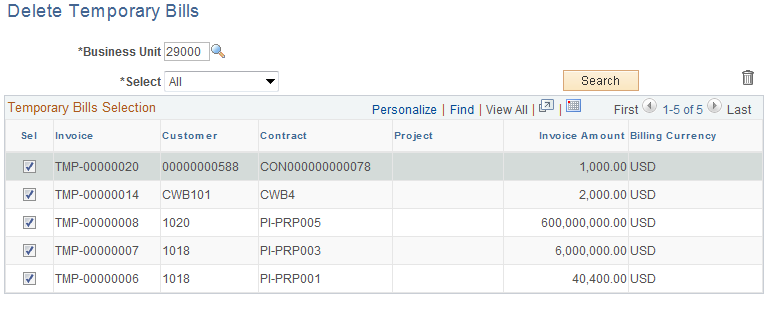 Delete Temporary Bills
*Business Unit 29000
*Select All Search
Temporary Bills Selection Personalize | Find | View All | | First 1-5 of 5 Last
Sel Invoice Customer Contract Project Invoice Amount Billing Currency
TMP-00000020 00000000588 CON000000000078 1,000.00 USD
TMP-00000014 CWB101 CWB4 2,000.00 USD
TMP-00000008 1020 PI-PRP005 600,000,000.00 USD
TMP-00000007 1018 PI-PRP003 6,000,000.00 USD
TMP-00000006 1018 PI-PRP001 40,400.00 USD